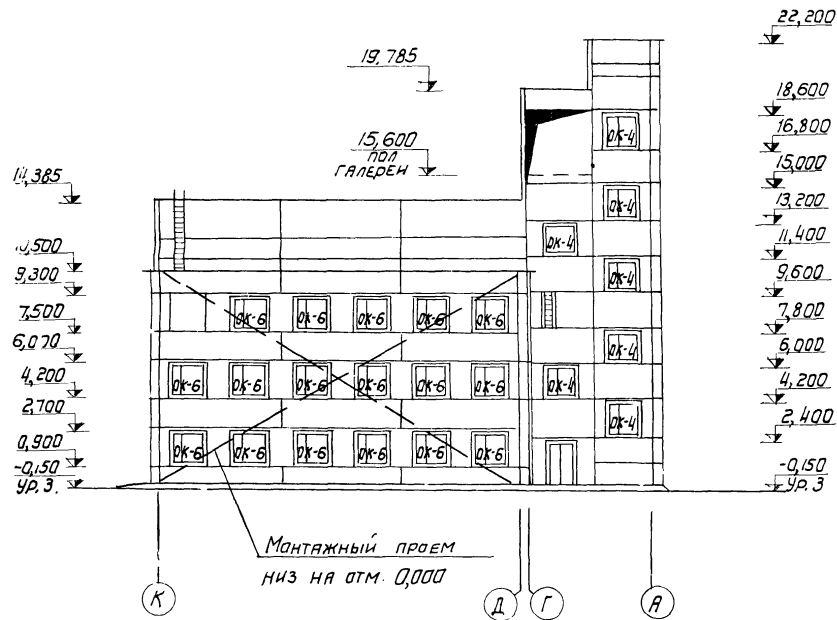 22,200
19,785
18,600
16,800
15,600
ПОЛ
ГАЛЕРЕИ
15,000
14,385
13,200
11,400
9,600
7,800
6,000
4,200
2,400
-0,150
УР. З
9,300
7,500
4,200
2,700
0,900
-0,150
УР. З.
ОК-4
ОК-4
ОК-4
ОК-4
ОК-6 ОК-6 ОК-6 ОК-6 ОК-6
ОК-4
ОК-6 ОК-6 ОК-6 ОК-6 ОК-6 ОК-6 ОК-4
ОК-4
ОК-6 ОК-6 ОК-6 ОК-6 ОК-6 ОК-6
Монтажный проем
низ на отм. 0,000
К Д Г А